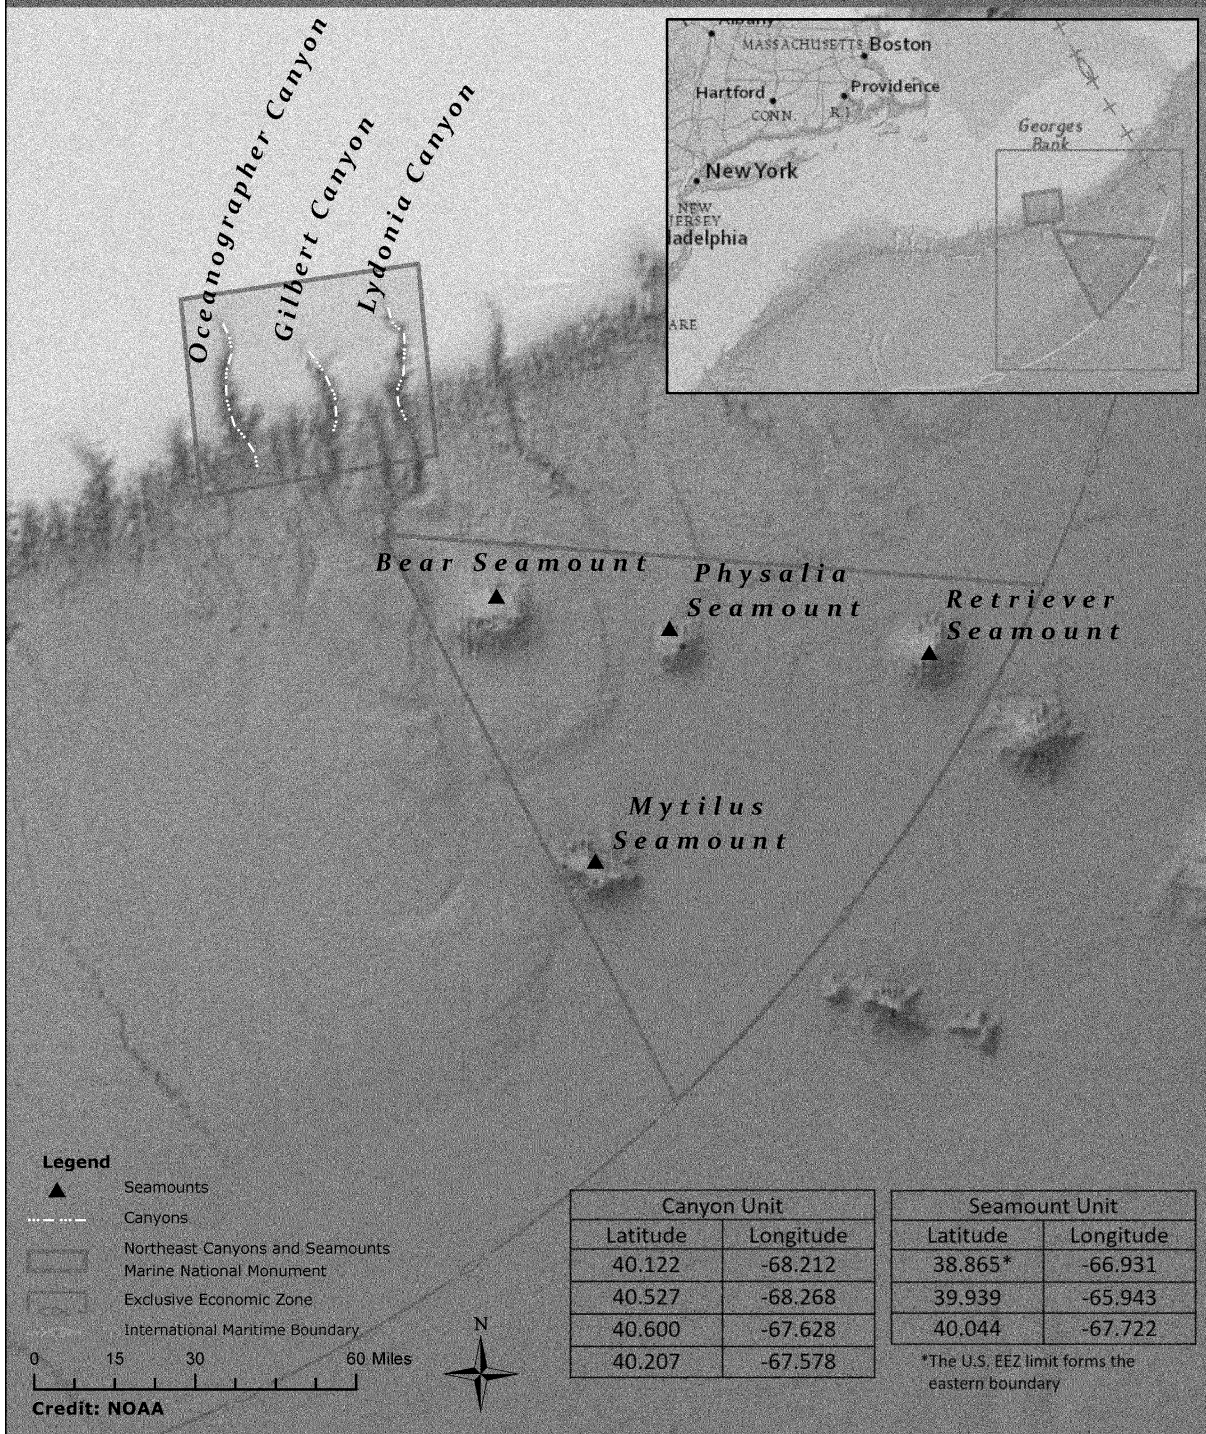 Oceanographer Canyon
Gilbert Canyon
Lydonia Canyon
Albany
MASSACHUSETTS
Boston
Hartford
Providence
CONN.
R.I.
Georges
Bank
New York
NEW
JERSEY
ladelphia
ARE
Bear Seamount
Physalia
Seamount
Retriever
Seamount
Mytilus
Seamount
Legend
Seamounts
Canyons
Northeast Canyons and Seamounts
Marine National Monument
Exclusive Economic Zone
International Maritime Boundary
0 15 30 60 Miles
Credit: NOAA
N
Canyon Unit
Latitude Longitude
40.122 -68.212
40.527 -68.268
40.600 -67.628
40.207 -67.578
Seamount Unit
Latitude Longitude
38.865* -66.931
39.939 -65.943
40.044 -67.722
*The U.S. EEZ limit forms the
eastern boundary